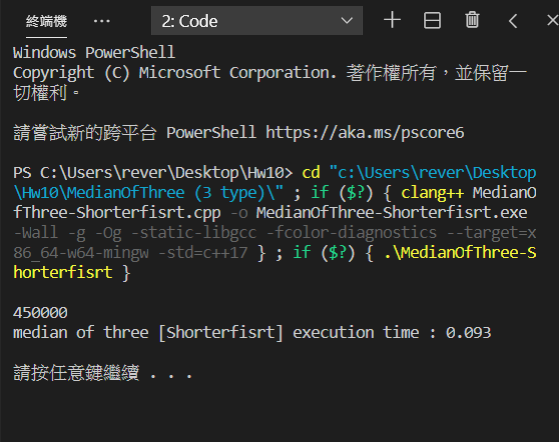 終端機 ... 2: Code
Windows PowerShell
Copyright (C) Microsoft Corporation. 著作權所有，並保留一
切權利。
請嘗試新的跨平台 PowerShell https://aka.ms/pscore6
PS C:\Users\rever\Desktop\Hw10> cd "c:\Users\rever\Desktop
\Hw10\MedianOfThree (3 type)\" ; if ($?) { clang++ MedianO
fThree-Shorterfisrt.cpp -o MedianOfThree-Shorterfisrt.exe
-Wall -g -Og -static-libgcc -fcolor-diagnostics --target=x
86_64-w64-mingw -std=c++17 } ; if ($?) { .\MedianOfThree-S
horterfisrt }
450000
median of three [Shorterfisrt] execution time : 0.093
請按任意鍵繼續 . . .